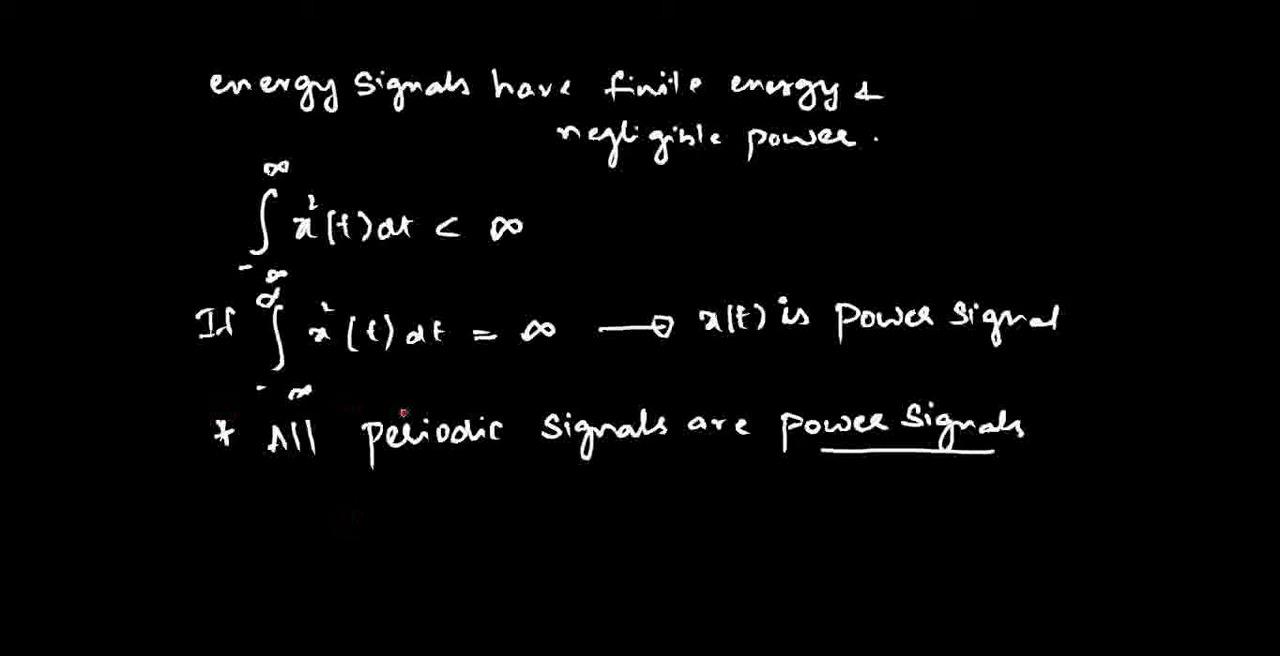 energy signals have finite energy &
negligible power.
∫_{-∞}^{∞} x²(t)dt < ∞
If ∫_{-∞}^{∞} x²(t)dt = ∞ → x(t) is power signal
* All periodic signals are power signals